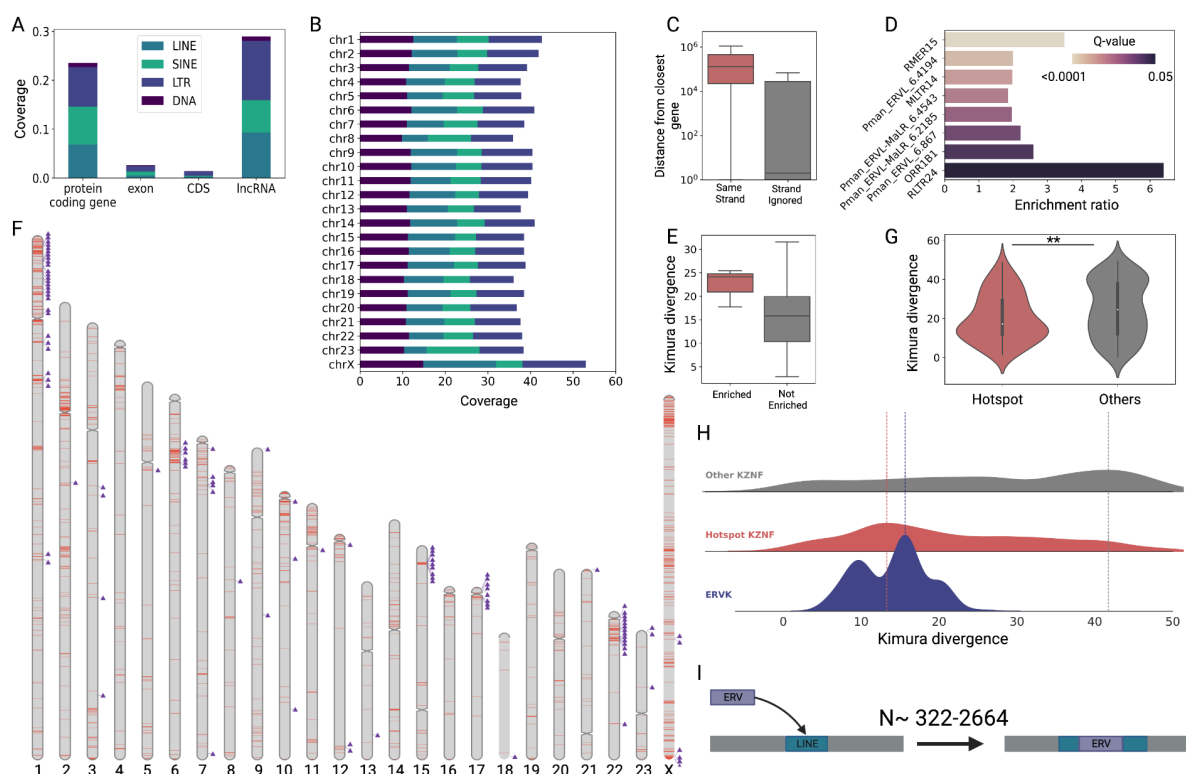 A
0.3
0.2
0.1
0.0
Coverage
LINE
SINE
LTR
DNA
protein
coding gene
exon
CDS
lncRNA
B
chr1
chr2
chr3
chr4
chr5
chr6
chr7
chr8
chr9
chr10
chr11
chr12
chr13
chr14
chr15
chr16
chr17
chr18
chr19
chr20
chr21
chr22
chr23
chrX
0 10 20 30 40 50 60
Coverage
C
Distance from closest
gene
10⁶
10⁴
10²
10⁰
Same
Strand
Strand
Ignored
D
Q-value
<0.0001 0.05
RMER15
Pman_ERVL_6.4194
MLTR14
Pman_ERVL-MaLR_6.4543
Pman_ERVL-MaLR_6.2185
Pman_ERVL_6.867
ORR1B1
RLTR24
0 1 2 3 4 5 6
Enrichment ratio
E
Kimura divergence
30
25
20
15
10
5
Enriched
Not
Enriched
G
**
Kimura divergence
60
40
20
0
Hotspot
Others
F
1 2 3 4 5 6 7 8 9 10 11 12 13 14 15 16 17 18 19 20 21 22 23 X
H
Other KZNF
Hotspot KZNF
ERVK
0 10 20 30 40 50
Kimura divergence
I
ERV
LINE
N~ 322-2664
ERV